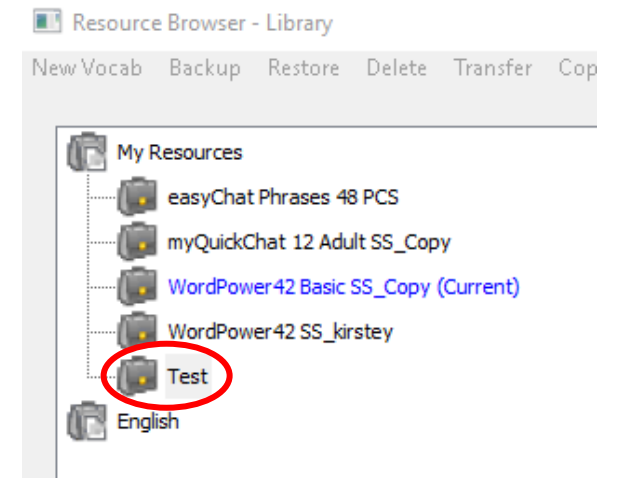 Resource Browser - Library
New Vocab Backup Restore Delete Transfer Cop
My Resources
easyChat Phrases 48 PCS
myQuickChat 12 Adult SS_Copy
WordPower42 Basic SS_Copy (Current)
WordPower42 SS_kirstey
Test
English